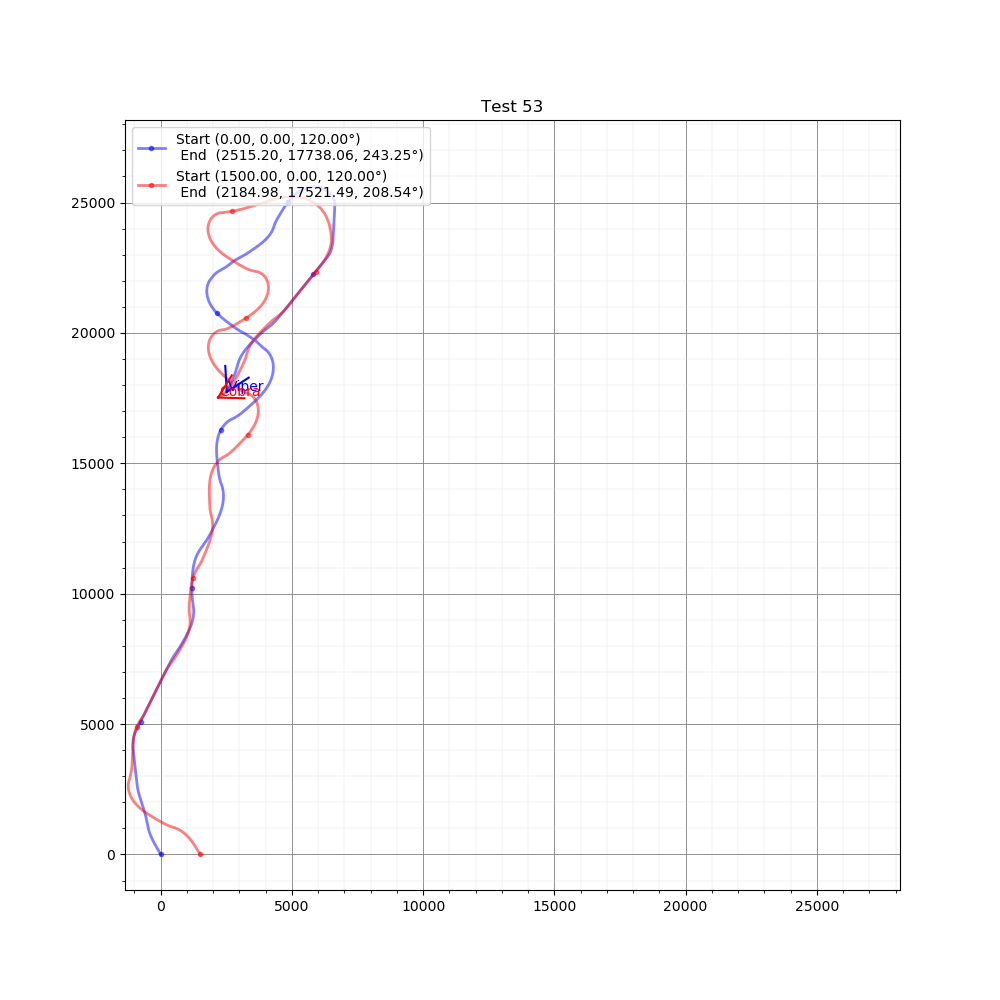 Test 53
Start (0.00, 0.00, 120.00°)
End (2515.20, 17738.06, 243.25°)
Start (1500.00, 0.00, 120.00°)
End (2184.98, 17521.49, 208.54°)
25000
20000
Viper
Cobra
15000
10000
5000
0
0 5000 10000 15000 20000 25000